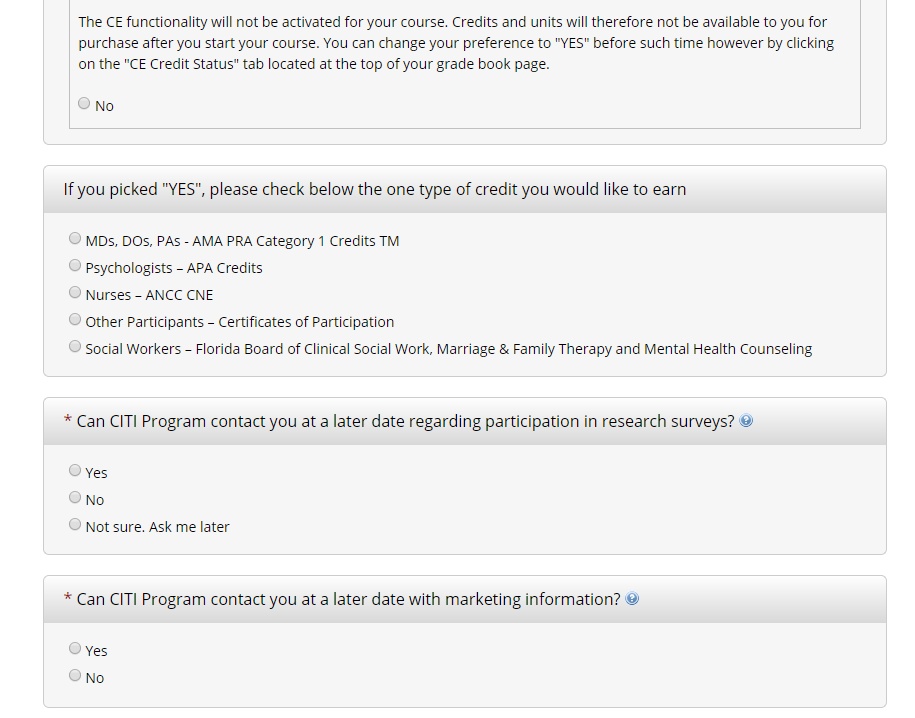 The CE functionality will not be activated for your course. Credits and units will therefore not be available to you for
purchase after you start your course. You can change your preference to "YES" before such time however by clicking
on the "CE Credit Status" tab located at the top of your grade book page.
No
If you picked "YES", please check below the one type of credit you would like to earn
MDs, DOs, PAs - AMA PRA Category 1 Credits TM
Psychologists – APA Credits
Nurses – ANCC CNE
Other Participants – Certificates of Participation
Social Workers – Florida Board of Clinical Social Work, Marriage & Family Therapy and Mental Health Counseling
* Can CITI Program contact you at a later date regarding participation in research surveys? ?
Yes
No
Not sure. Ask me later
* Can CITI Program contact you at a later date with marketing information? ?
Yes
No